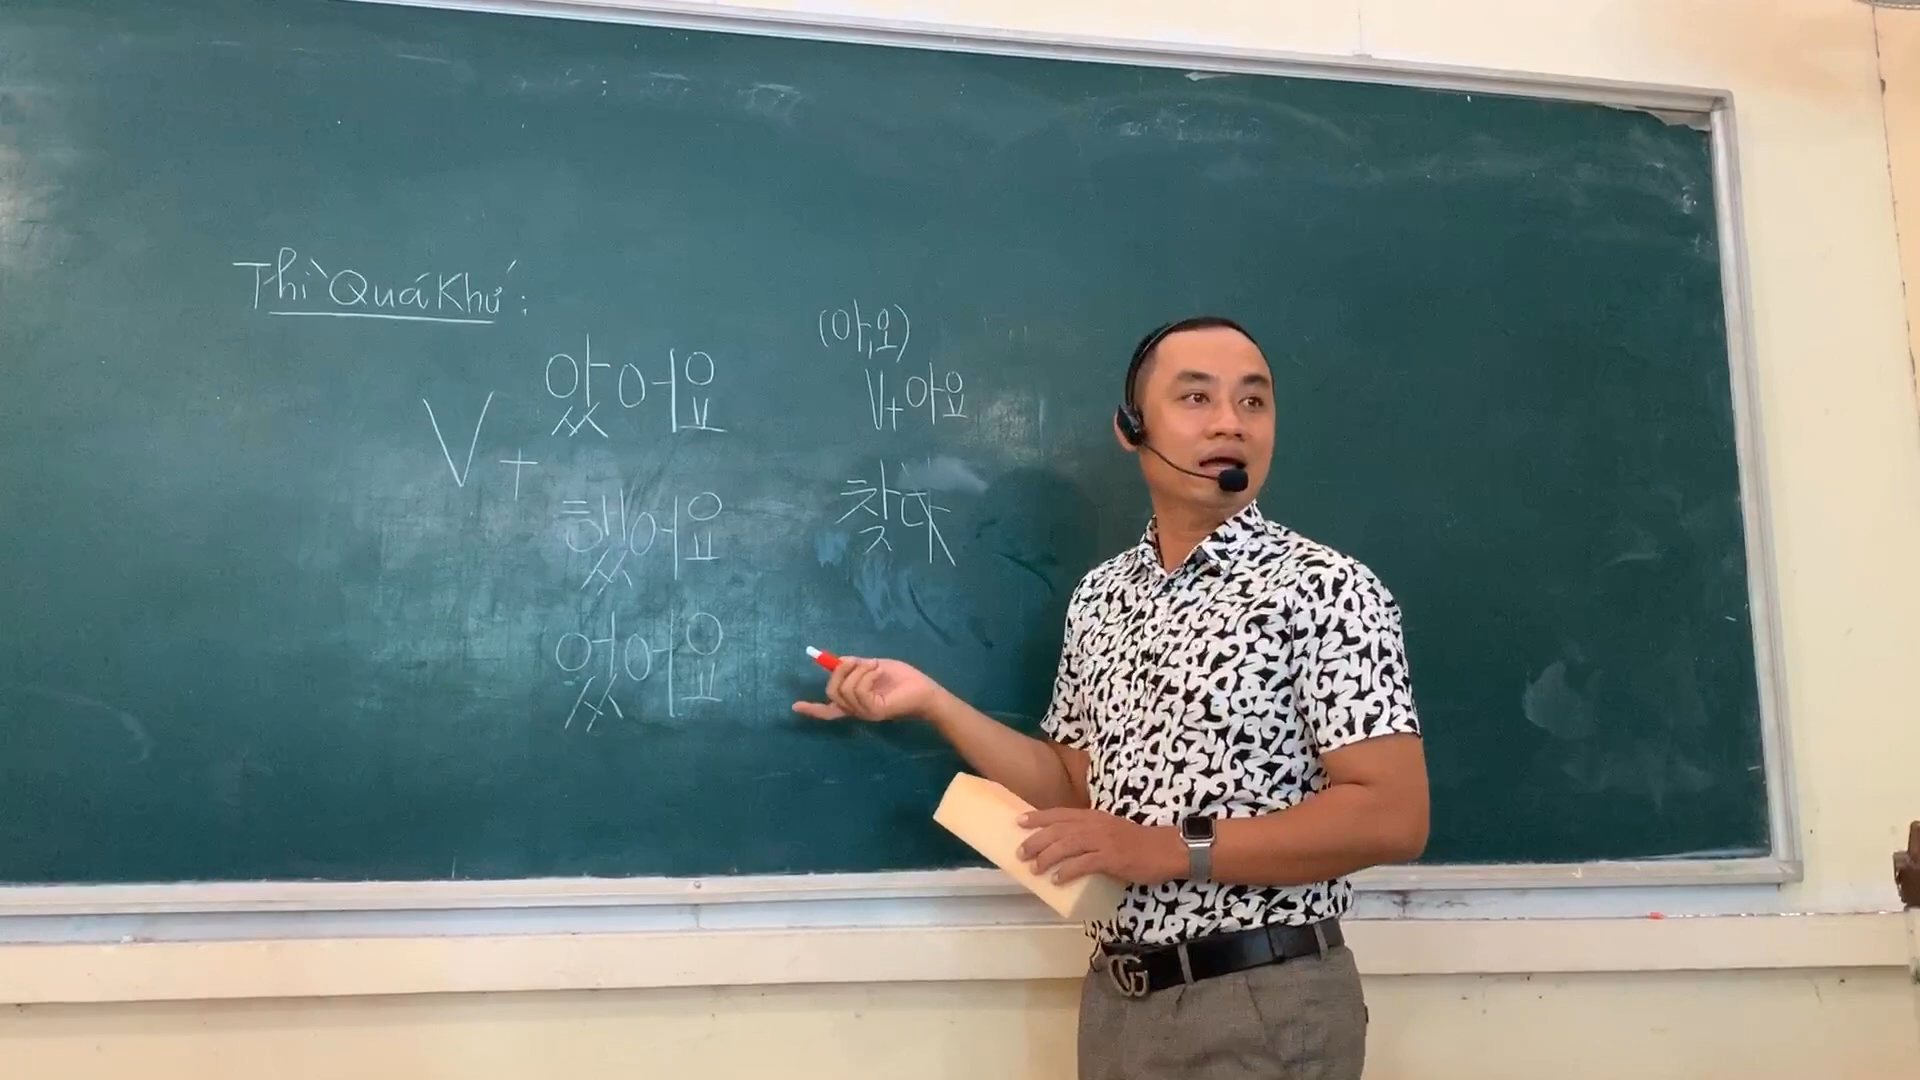 Thì Quá Khứ:
V + 았어요
했어요
었어요
(아,요)
V+아요
찾다